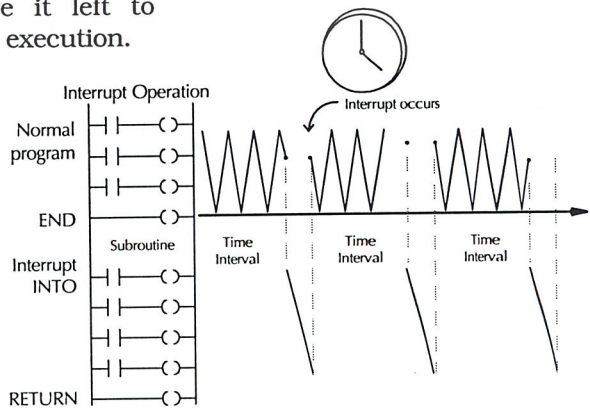 e it left to
execution.
Interrupt Operation
Interrupt occurs
Normal
program
END
Subroutine
Time
Interval
Time
Interval
Time
Interval
Interrupt
INTO
RETURN